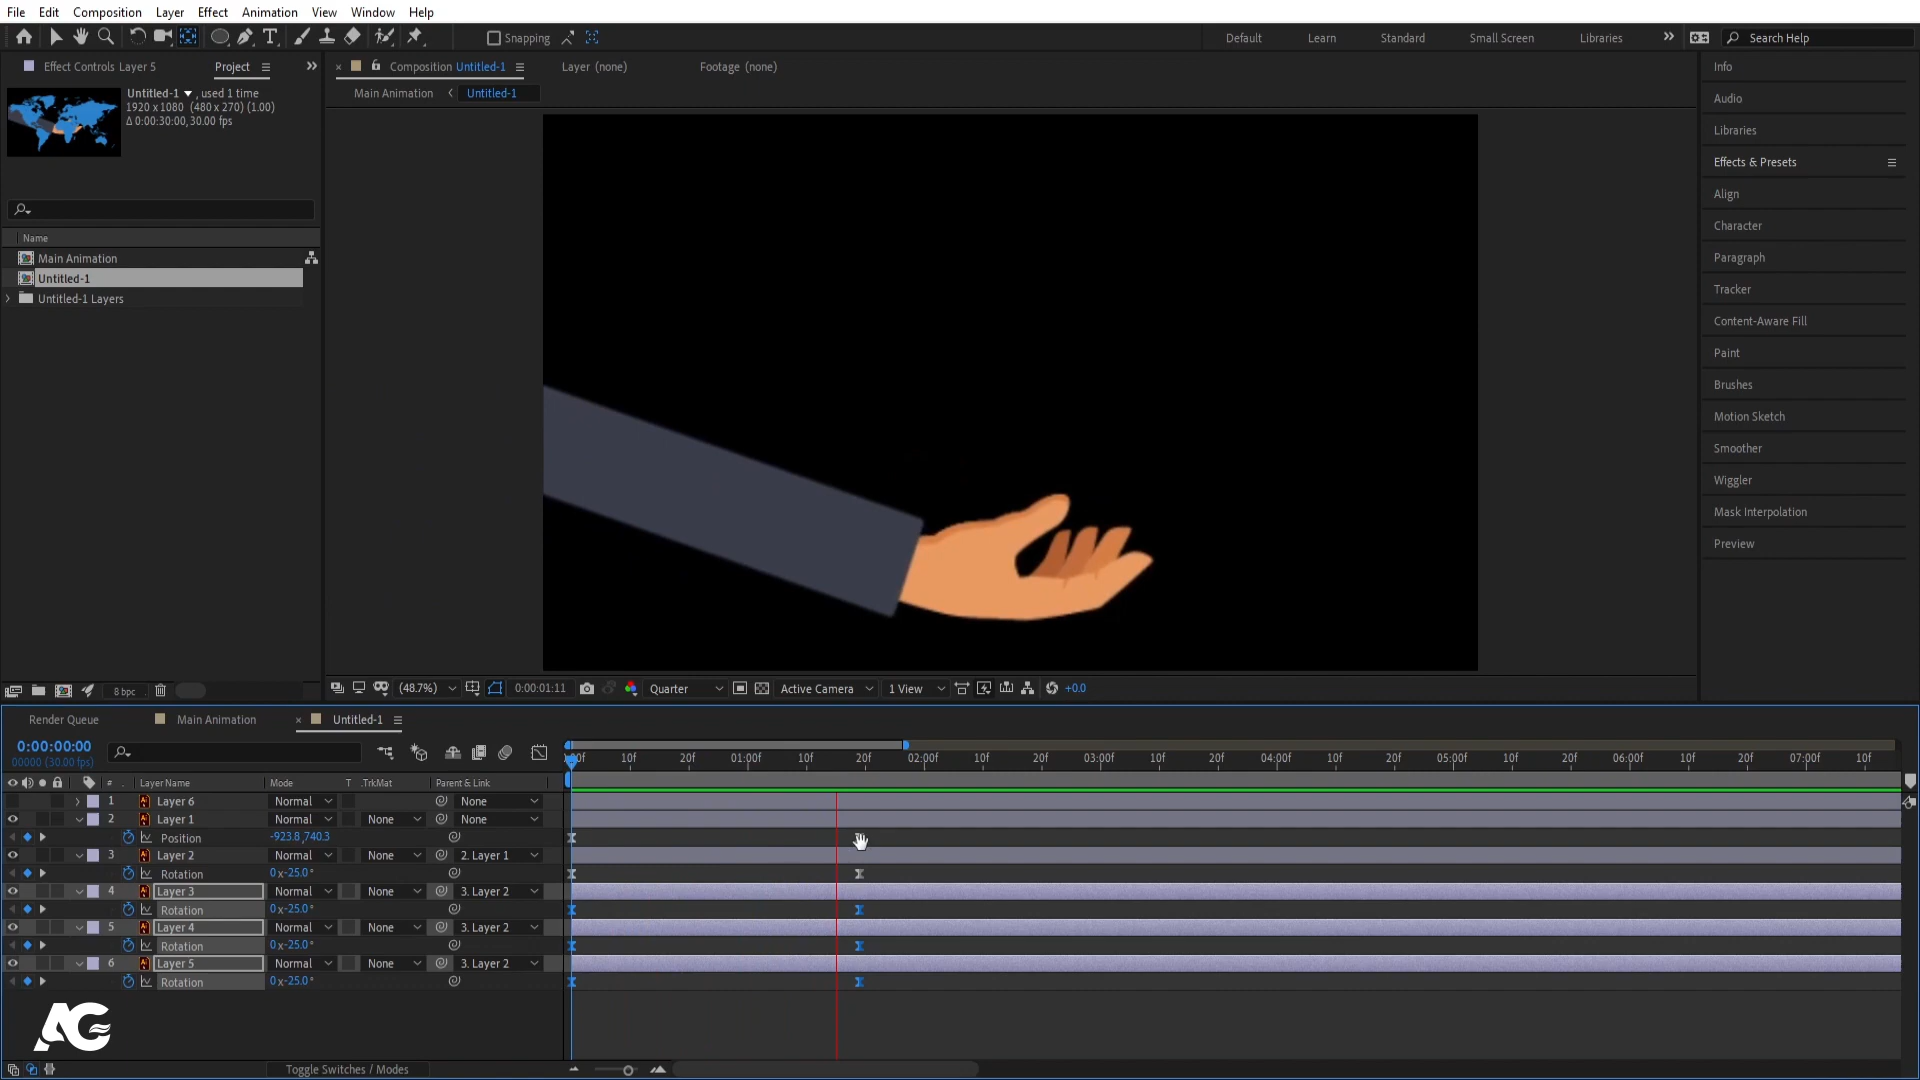 File Edit Composition Layer Effect Animation View Window Help
Snapping Default Learn Standard Small Screen Libraries Search Help
Effect Controls Layer 5 Project Composition Untitled-1 Layer (none) Footage (none)
Main Animation Untitled-1
Untitled-1 , used 1 time
1920 x 1080 (480 x 270) (1.00)
Δ 0:00:30:00, 30.00 fps
Name
Main Animation
Untitled-1
Untitled-1 Layers
8 bpc
(48.7%) 0:00:01:11 Quarter Active Camera 1 View +0.0
Info
Audio
Libraries
Effects & Presets
Align
Character
Paragraph
Tracker
Content-Aware Fill
Paint
Brushes
Motion Sketch
Smoother
Wiggler
Mask Interpolation
Preview
Render Queue Main Animation Untitled-1
0:00:00:00
00000 (30.00 fps)
10f 20f 01:00f 10f 20f 02:00f 10f 20f 03:00f 10f 20f 04:00f 10f 20f 05:00f 10f 20f 06:00f 10f 20f 07:00f 10f
# Layer Name Mode T .TrkMat Parent & Link
1 Layer 6 Normal None
2 Layer 1 Normal None None
Position -923.8,740.3
3 Layer 2 Normal None 2. Layer 1
Rotation 0x-25.0°
4 Layer 3 Normal None 3. Layer 2
Rotation 0x-25.0°
5 Layer 4 Normal None 3. Layer 2
Rotation 0x-25.0°
6 Layer 5 Normal None 3. Layer 2
Rotation 0x-25.0°
AG
Toggle Switches / Modes